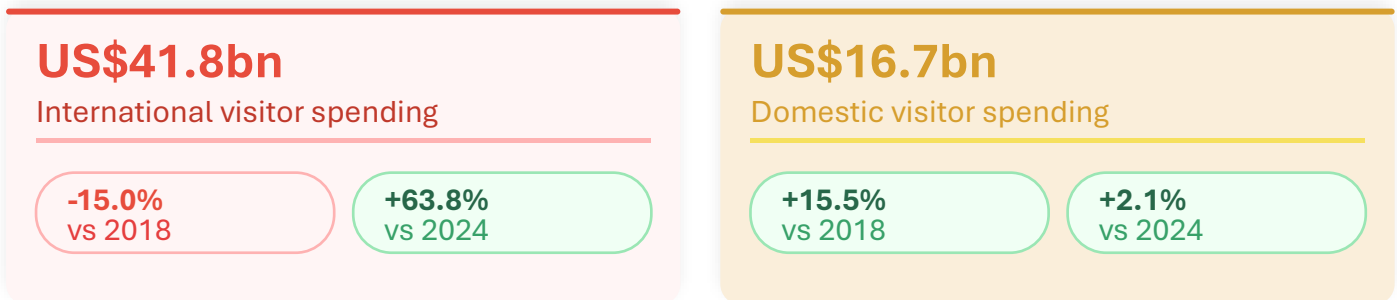 US$41.8bn
International visitor spending
-15.0%
vs 2018
+63.8%
vs 2024
US$16.7bn
Domestic visitor spending
+15.5%
vs 2018
+2.1%
vs 2024